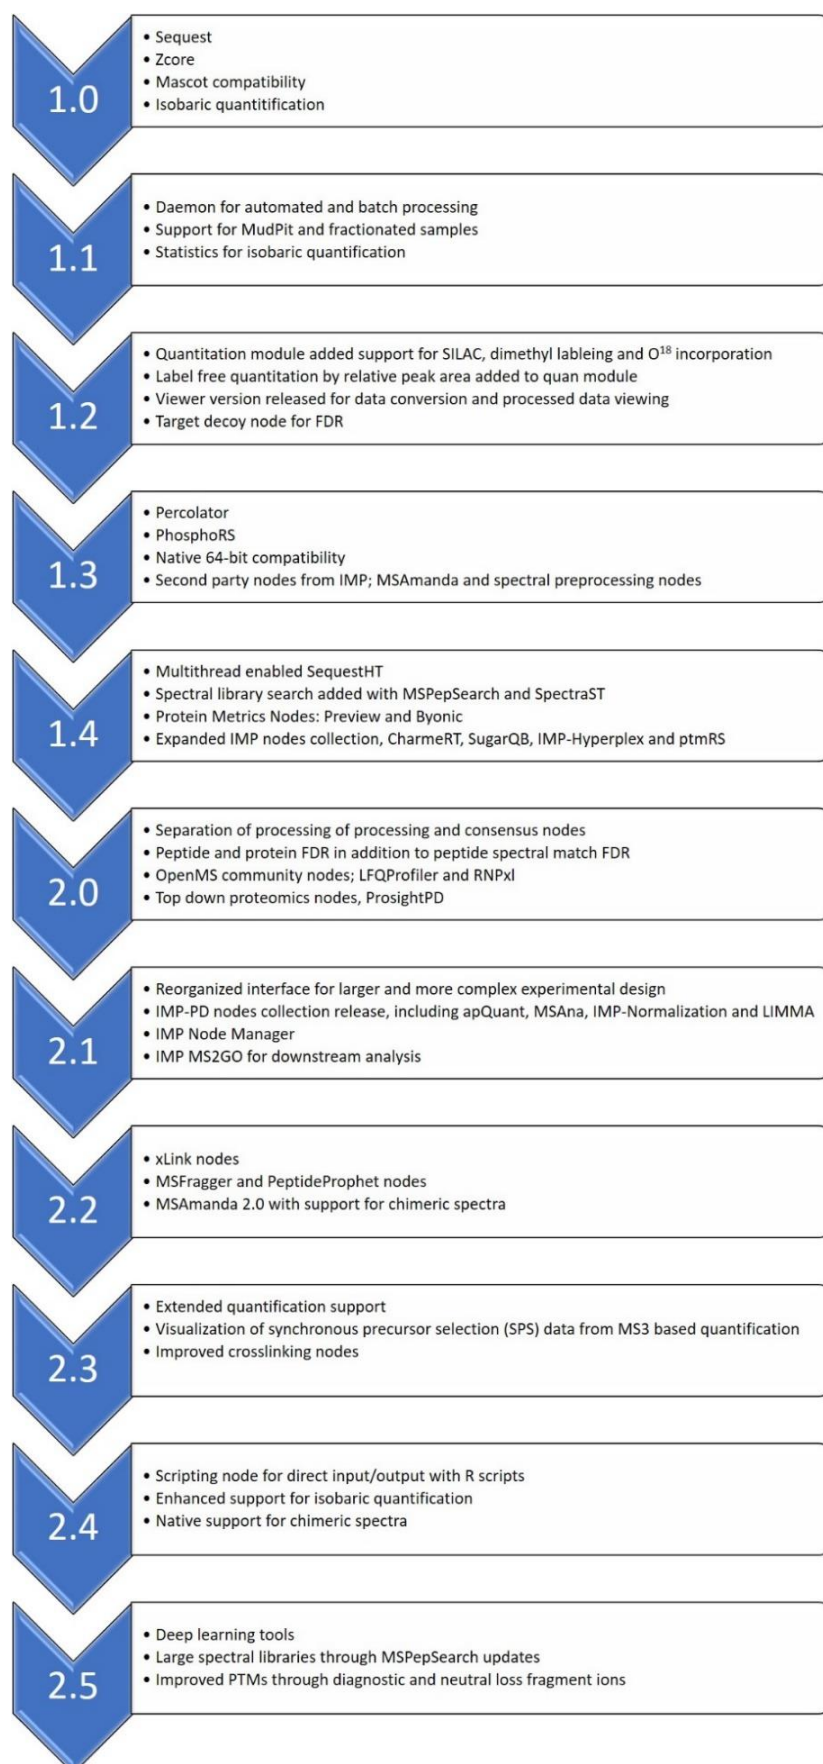 1.0
• Sequest
• Zcore
• Mascot compatibility
• Isobaric quantitification
1.1
• Daemon for automated and batch processing
• Support for MudPit and fractionated samples
• Statistics for isobaric quantification
1.2
• Quantitation module added support for SILAC, dimethyl lableing and O¹⁸ incorporation
• Label free quantitation by relative peak area added to quan module
• Viewer version released for data conversion and processed data viewing
• Target decoy node for FDR
1.3
• Percolator
• PhosphoRS
• Native 64-bit compatibility
• Second party nodes from IMP; MSAmanda and spectral preprocessing nodes
1.4
• Multithread enabled SequestHT
• Spectral library search added with MSPepSearch and SpectraST
• Protein Metrics Nodes: Preview and Byonic
• Expanded IMP nodes collection, CharmeRT, SugarQB, IMP-Hyperplex and ptmRS
2.0
• Separation of processing of processing and consensus nodes
• Peptide and protein FDR in addition to peptide spectral match FDR
• OpenMS community nodes; LFQProfiler and RNPxl
• Top down proteomics nodes, ProsightPD
2.1
• Reorganized interface for larger and more complex experimental design
• IMP-PD nodes collection release, including apQuant, MSAna, IMP-Normalization and LIMMA
• IMP Node Manager
• IMP MS2GO for downstream analysis
2.2
• xLink nodes
• MSFragger and PeptideProphet nodes
• MSAmanda 2.0 with support for chimeric spectra
2.3
• Extended quantification support
• Visualization of synchronous precursor selection (SPS) data from MS3 based quantification
• Improved crosslinking nodes
2.4
• Scripting node for direct input/output with R scripts
• Enhanced support for isobaric quantification
• Native support for chimeric spectra
2.5
• Deep learning tools
• Large spectral libraries through MSPepSearch updates
• Improved PTMs through diagnostic and neutral loss fragment ions